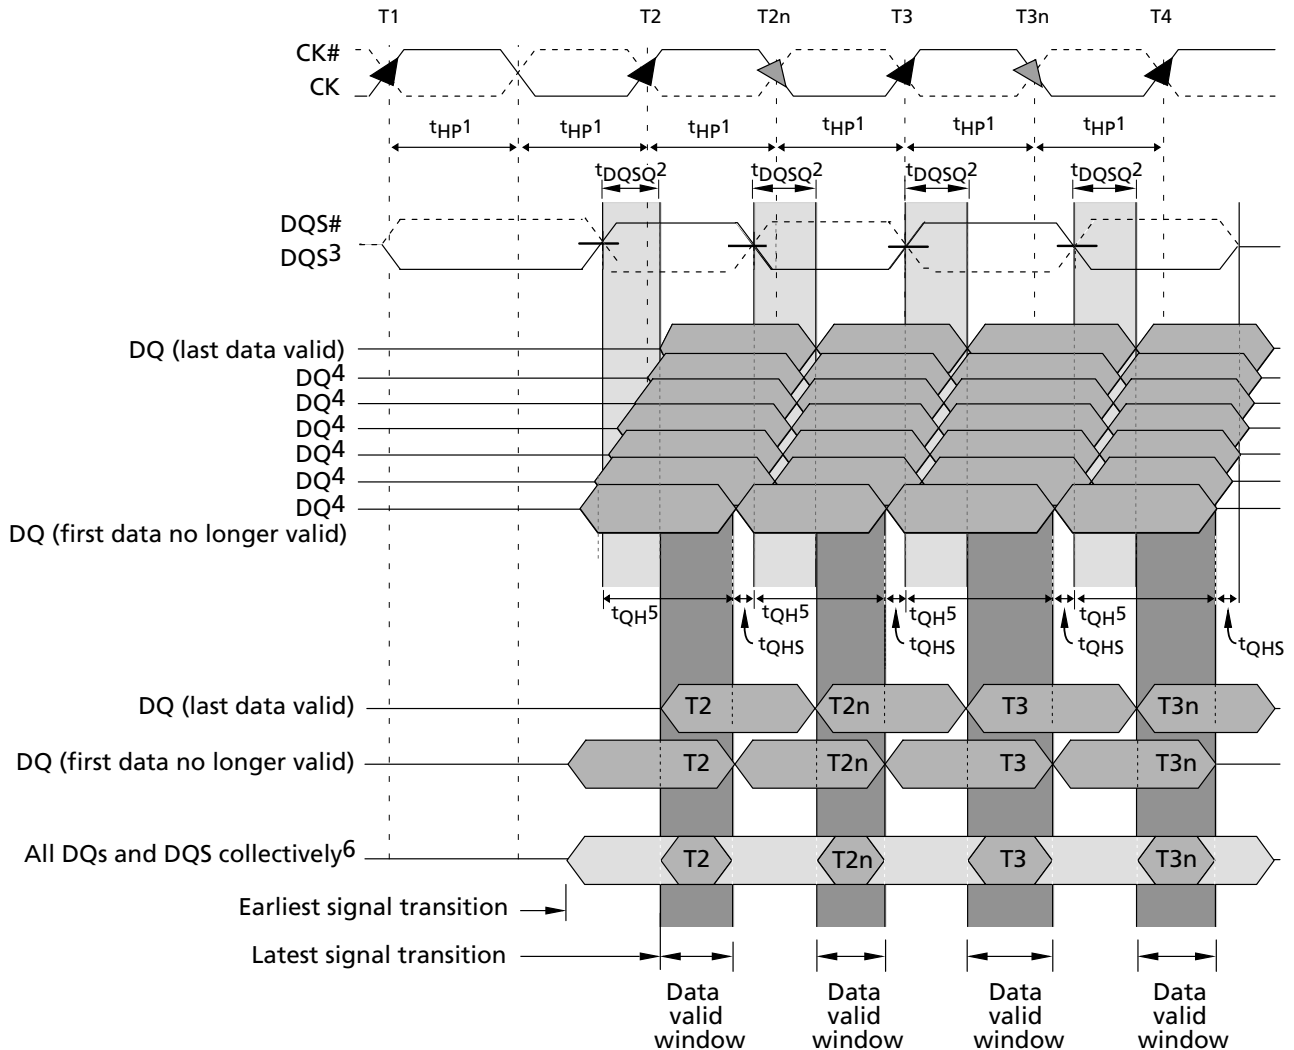 T1 T2 T2n T3 T3n T4
CK#
CK
tHP1 tHP1 tHP1 tHP1 tHP1 tHP1
tDQSQ2 tDQSQ2 tDQSQ2 tDQSQ2
DQS#
DQS3
DQ (last data valid)
DQ4
DQ4
DQ4
DQ4
DQ4
DQ4
DQ (first data no longer valid)
tQH5 tQH5 tQH5 tQH5
tQHS tQHS tQHS tQHS
DQ (last data valid) T2 T2n T3 T3n
DQ (first data no longer valid) T2 T2n T3 T3n
All DQs and DQS collectively6 T2 T2n T3 T3n
Earliest signal transition
Latest signal transition
Data Data Data Data
valid valid valid valid
window window window window